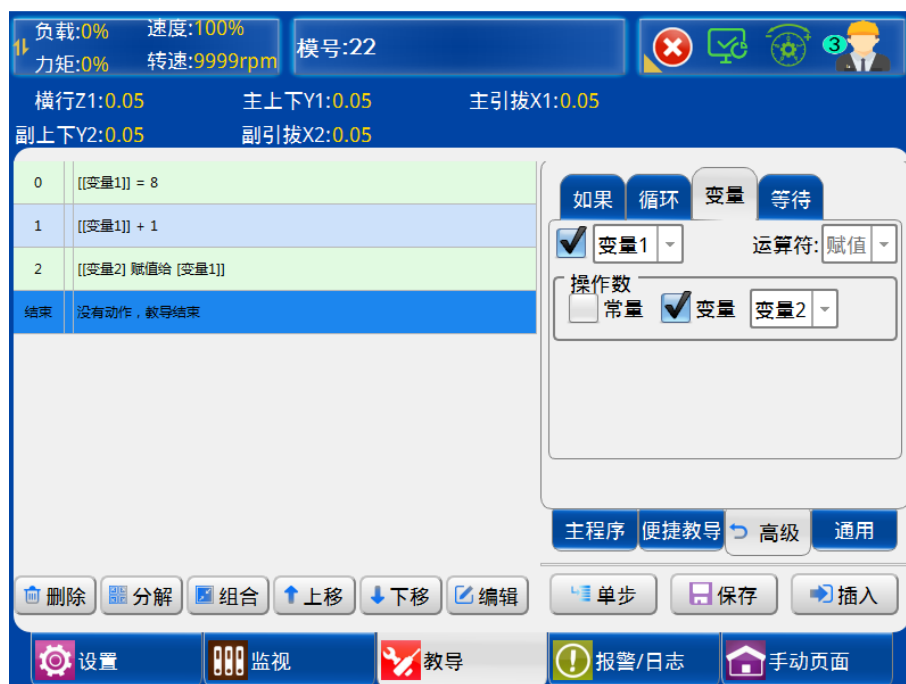 负载:0% 速度:100%
力矩:0% 转速:9999rpm
模号:22
3
横行Z1:0.05 主上下Y1:0.05 主引拔X1:0.05
副上下Y2:0.05 副引拔X2:0.05
0 [[变量1]] = 8
1 [[变量1]] + 1
2 [[变量2] 赋值给 [变量1]]
结束 没有动作，教导结束
如果 循环 变量 等待
变量1 运算符: 赋值
操作数
常量 变量 变量2
主程序 便捷教导 高级 通用
删除 分解 组合 上移 下移 编辑 单步 保存 插入
设置 监视 教导 报警/日志 手动页面